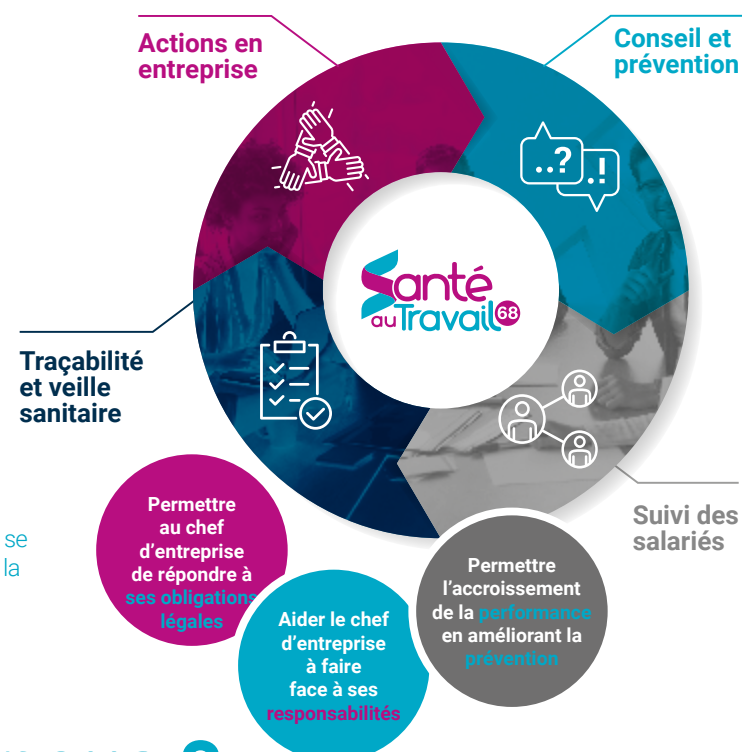 Actions en
entreprise
Conseil et
prévention
..?
..!
Santé
au Travail 68
Traçabilité
et veille
sanitaire
Suivi des
salariés
se
la
Permettre
au chef
d'entreprise
de répondre à
ses obligations
légales
Aider le chef
d'entreprise
à faire
face à ses
responsabilités
Permettre
l'accroissement
de la performance
en améliorant la
prévention